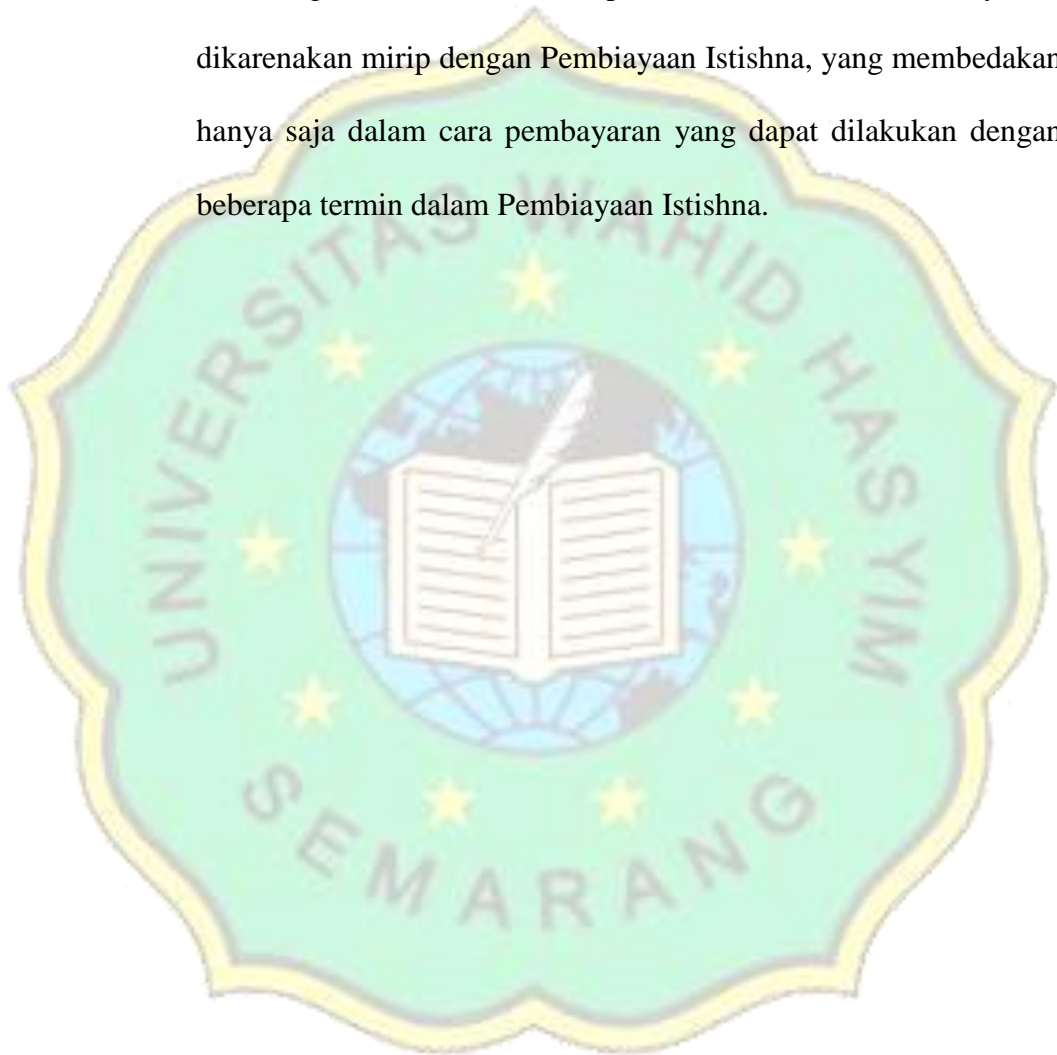 dikarenakan mirip dengan Pembiayaan Istishna, yang membedakan
hanya saja dalam cara pembayaran yang dapat dilakukan dengan
beberapa termin dalam Pembiayaan Istishna.
UNIVERSITAS WAHID HASYIM
SEMARANG